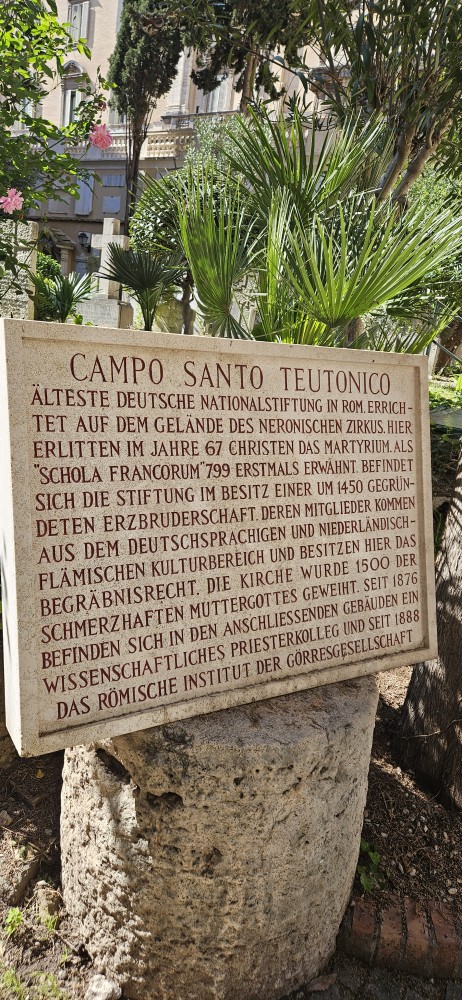 CAMPO SANTO TEUTONICO
ÄLTESTE DEUTSCHE NATIONALSTIFTUNG IN ROM. ERRICH-
TET AUF DEM GELÄNDE DES NERONISCHEN ZIRKUS. HIER
ERLITTEN IM JAHRE 67 CHRISTEN DAS MARTYRIUM. ALS
"SCHOLA FRANCORUM" 799 ERSTMALS ERWÄHNT. BEFINDET
SICH DIE STIFTUNG IM BESITZ EINER UM 1450 GEGRÜN-
DETEN ERZBRUDERSCHAFT. DEREN MITGLIEDER KOMMEN
AUS DEM DEUTSCHSPRACHIGEN UND NIEDERLÄNDISCH-
FLÄMISCHEN KULTURBEREICH UND BESITZEN HIER DAS
BEGRÄBNISRECHT. DIE KIRCHE WURDE 1500 DER
SCHMERZHAFTEN MUTTERGOTTES GEWEIHT. SEIT 1876
BEFINDEN SICH IN DEN ANSCHLIESSENDEN GEBÄUDEN EIN
WISSENSCHAFTLICHES PRIESTERKOLLEG UND SEIT 1888
DAS RÖMISCHE INSTITUT DER GÖRRESGESELLSCHAFT